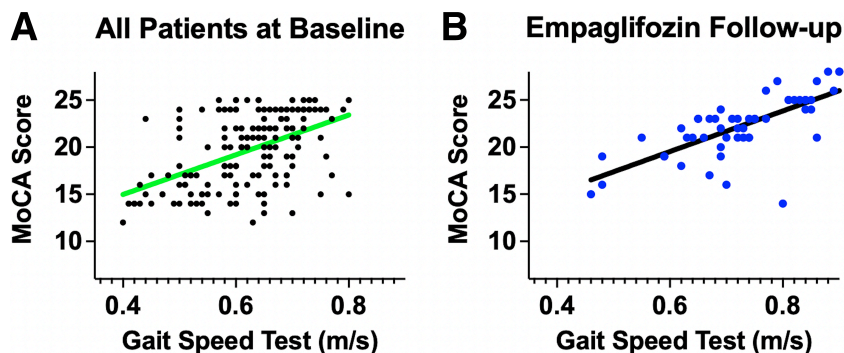 A All Patients at Baseline
MoCA Score
25
20
15
10
0.4 0.6 0.8
Gait Speed Test (m/s)
B Empaglifozin Follow-up
MoCA Score
25
20
15
10
0.4 0.6 0.8
Gait Speed Test (m/s)